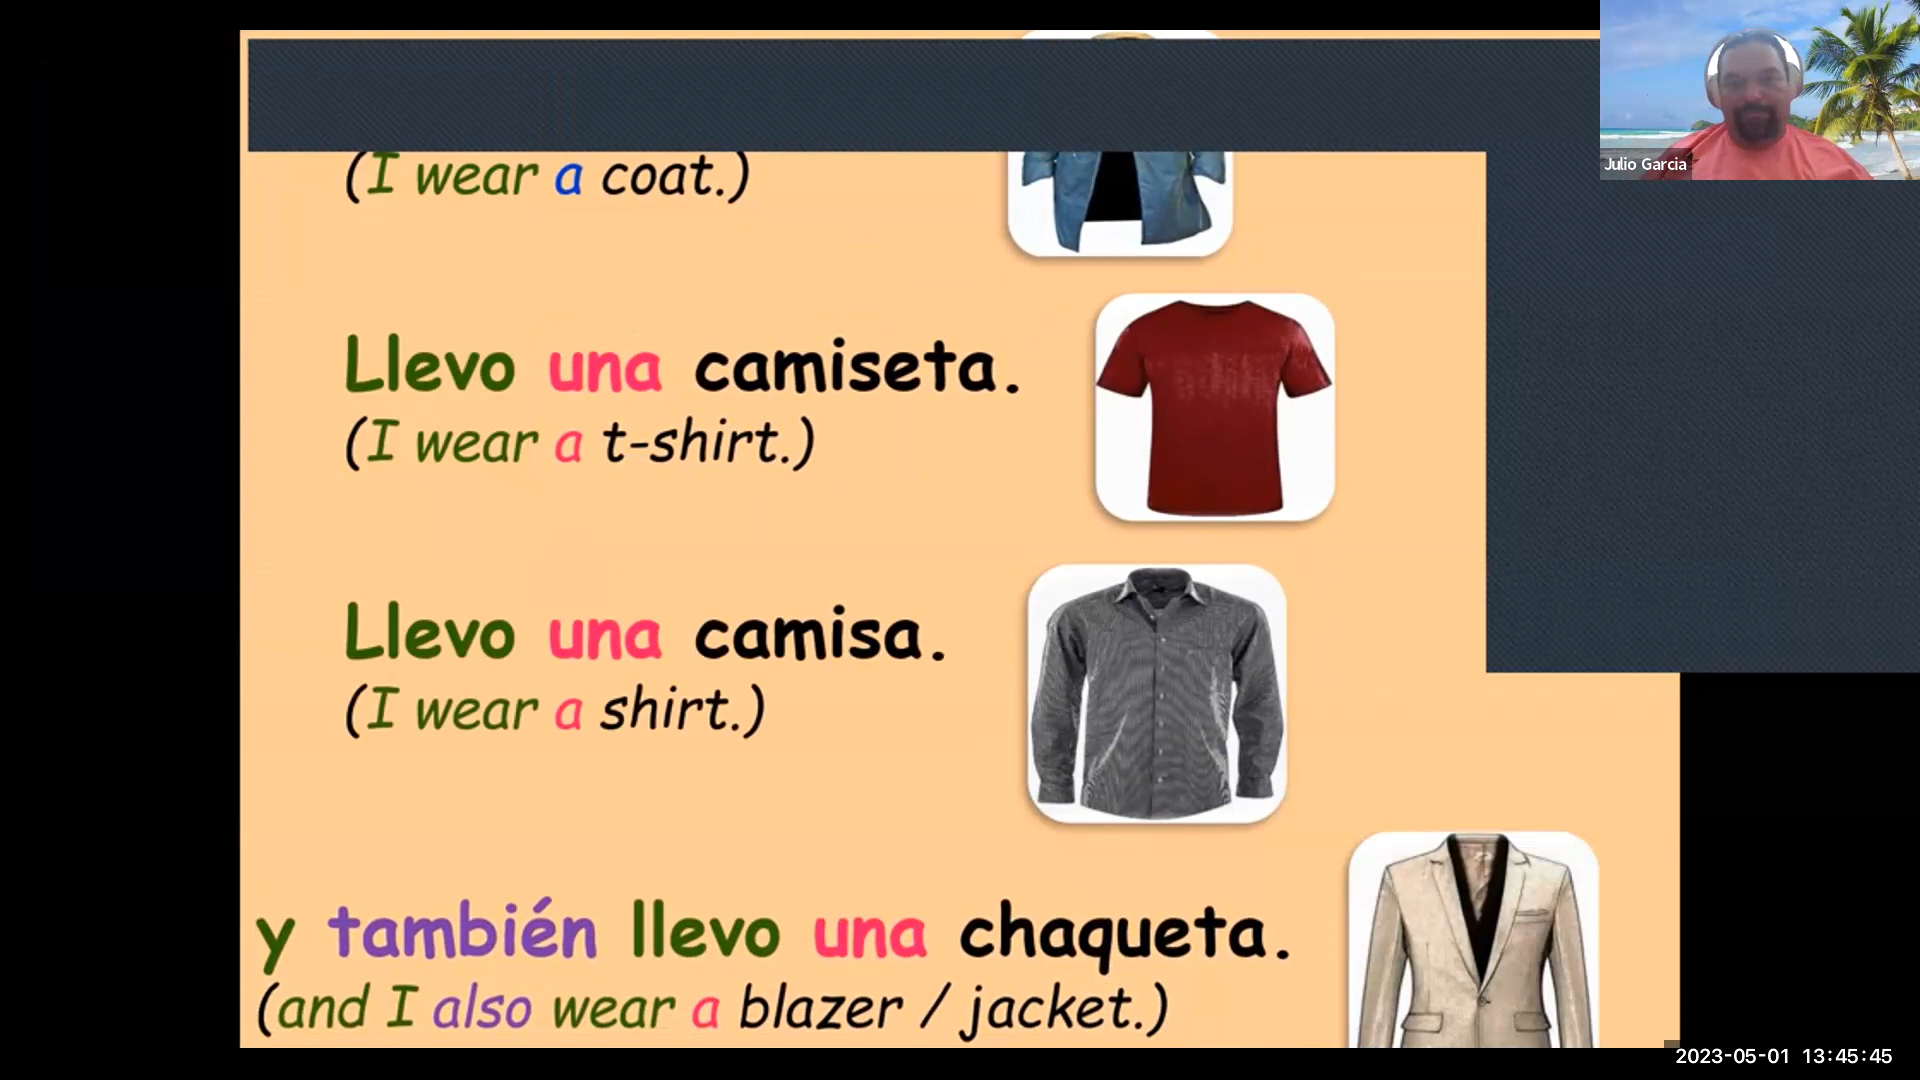 (I wear a coat.)
Julio Garcia
Llevo una camiseta.
(I wear a t-shirt.)
Llevo una camisa.
(I wear a shirt.)
y también llevo una chaqueta.
(and I also wear a blazer / jacket.)
2023-05-01 13:45:45